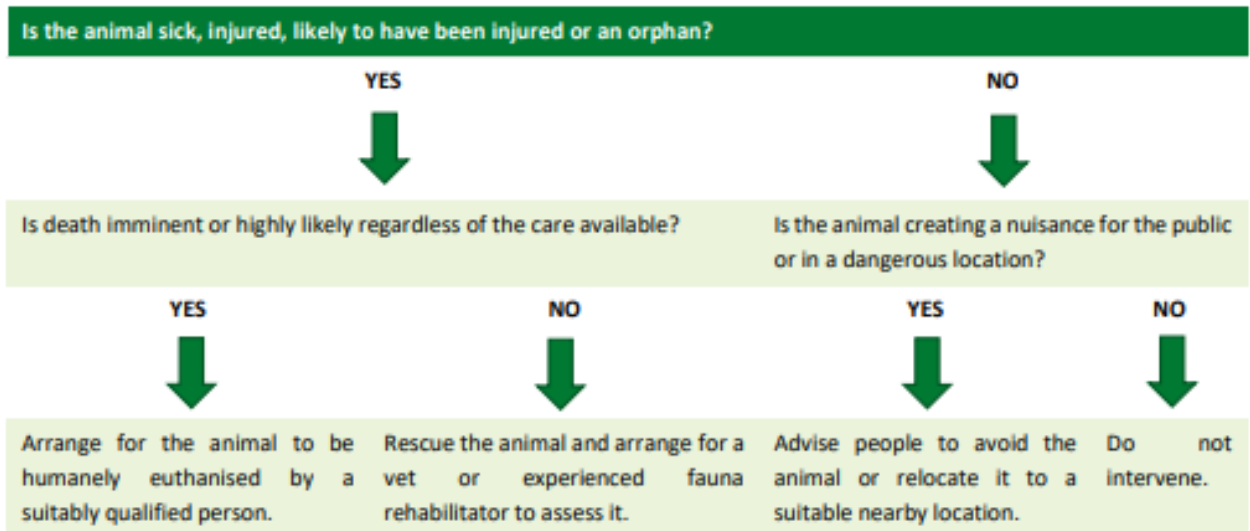 Is the animal sick, injured, likely to have been injured or an orphan?
YES
NO
Is death imminent or highly likely regardless of the care available?
Is the animal creating a nuisance for the public
or in a dangerous location?
YES
NO
YES
NO
Arrange for the animal to be
humanely euthanised by a
suitably qualified person.
Rescue the animal and arrange for a
vet or experienced fauna
rehabilitator to assess it.
Advise people to avoid the
animal or relocate it to a
suitable nearby location.
Do not
intervene.